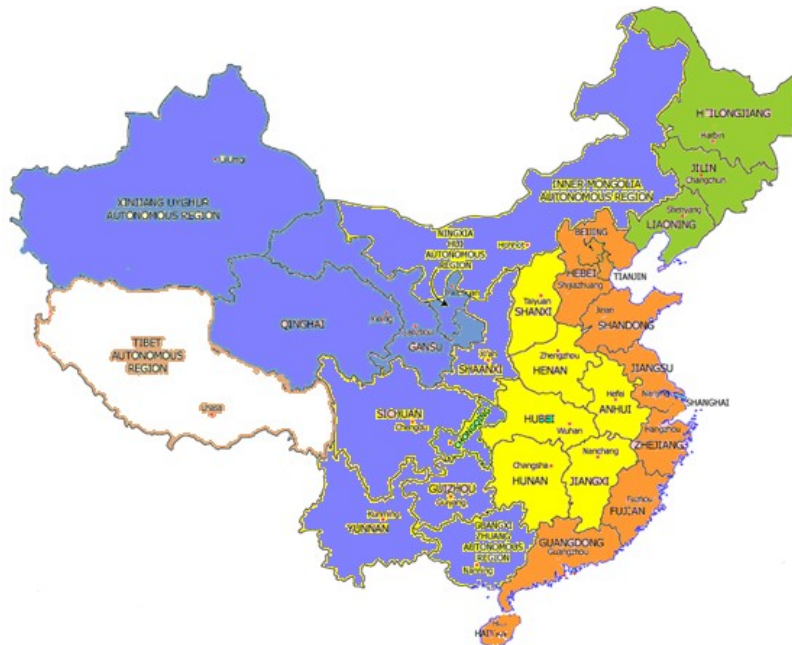 HEILONGJIANG
Harbin
JILIN
Changchun
Shenyang
LIAONING
INNER MONGOLIA
AUTONOMOUS REGION
Hohhot
Urumqi
XINJIANG UYGHUR
AUTONOMOUS REGION
NINGXIA
HUI
AUTONOMOUS
REGION
BEIJING
TIANJIN
HEBEI
Shijiazhuang
Taiyuan
SHANXI
Jinan
SHANDONG
QINGHAI
Xining
Lanzhou
GANSU
Xi'an
SHAANXI
Zhengzhou
HENAN
JIANGSU
Nanjing
SHANGHAI
TIBET
AUTONOMOUS
REGION
Lhasa
Hefei
ANHUI
SICHUAN
Chengdu
HUBEI
Wuhan
Hangzhou
ZHEJIANG
Changsha
HUNAN
Nanchang
JIANGXI
Fuzhou
FUJIAN
GUIZHOU
Guiyang
Kunming
YUNNAN
GUANGXI
ZHUANG
AUTONOMOUS
REGION
Nanning
GUANGDONG
Guangzhou
HAINAN